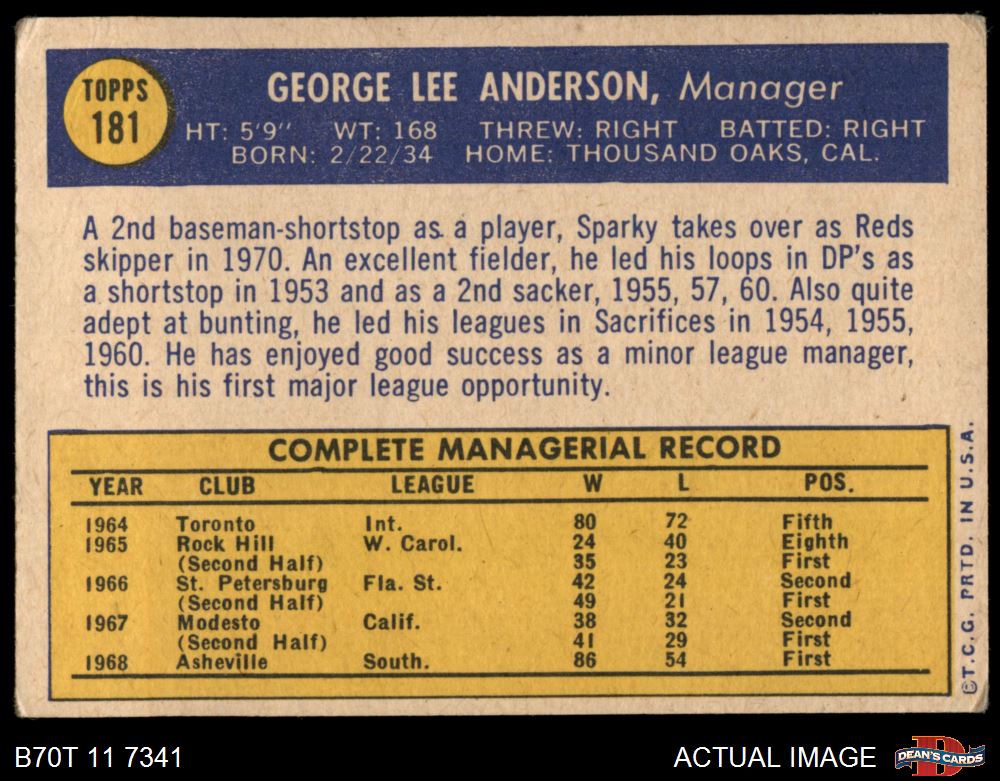 TOPPS
181
GEORGE LEE ANDERSON, Manager
HT: 5'9" WT: 168 THREW: RIGHT BATTED: RIGHT
BORN: 2/22/34 HOME: THOUSAND OAKS, CAL.
A 2nd baseman-shortstop as a player, Sparky takes over as Reds
skipper in 1970. An excellent fielder, he led his loops in DP's as
a shortstop in 1953 and as a 2nd sacker, 1955, 57, 60. Also quite
adept at bunting, he led his leagues in Sacrifices in 1954, 1955,
1960. He has enjoyed good success as a minor league manager,
this is his first major league opportunity.
COMPLETE MANAGERIAL RECORD
YEAR CLUB LEAGUE W L POS.
1964 Toronto Int. 80 72 Fifth
1965 Rock Hill W. Carol. 24 40 Eighth
(Second Half) 35 23 First
1966 St. Petersburg Fla. St. 42 24 Second
(Second Half) 49 21 First
1967 Modesto Calif. 38 32 Second
(Second Half) 41 29 First
1968 Asheville South. 86 54 First
©T.C.G. PRTD. IN U.S.A.
B70T 11 7341
ACTUAL IMAGE
D
DEAN'S CARDS